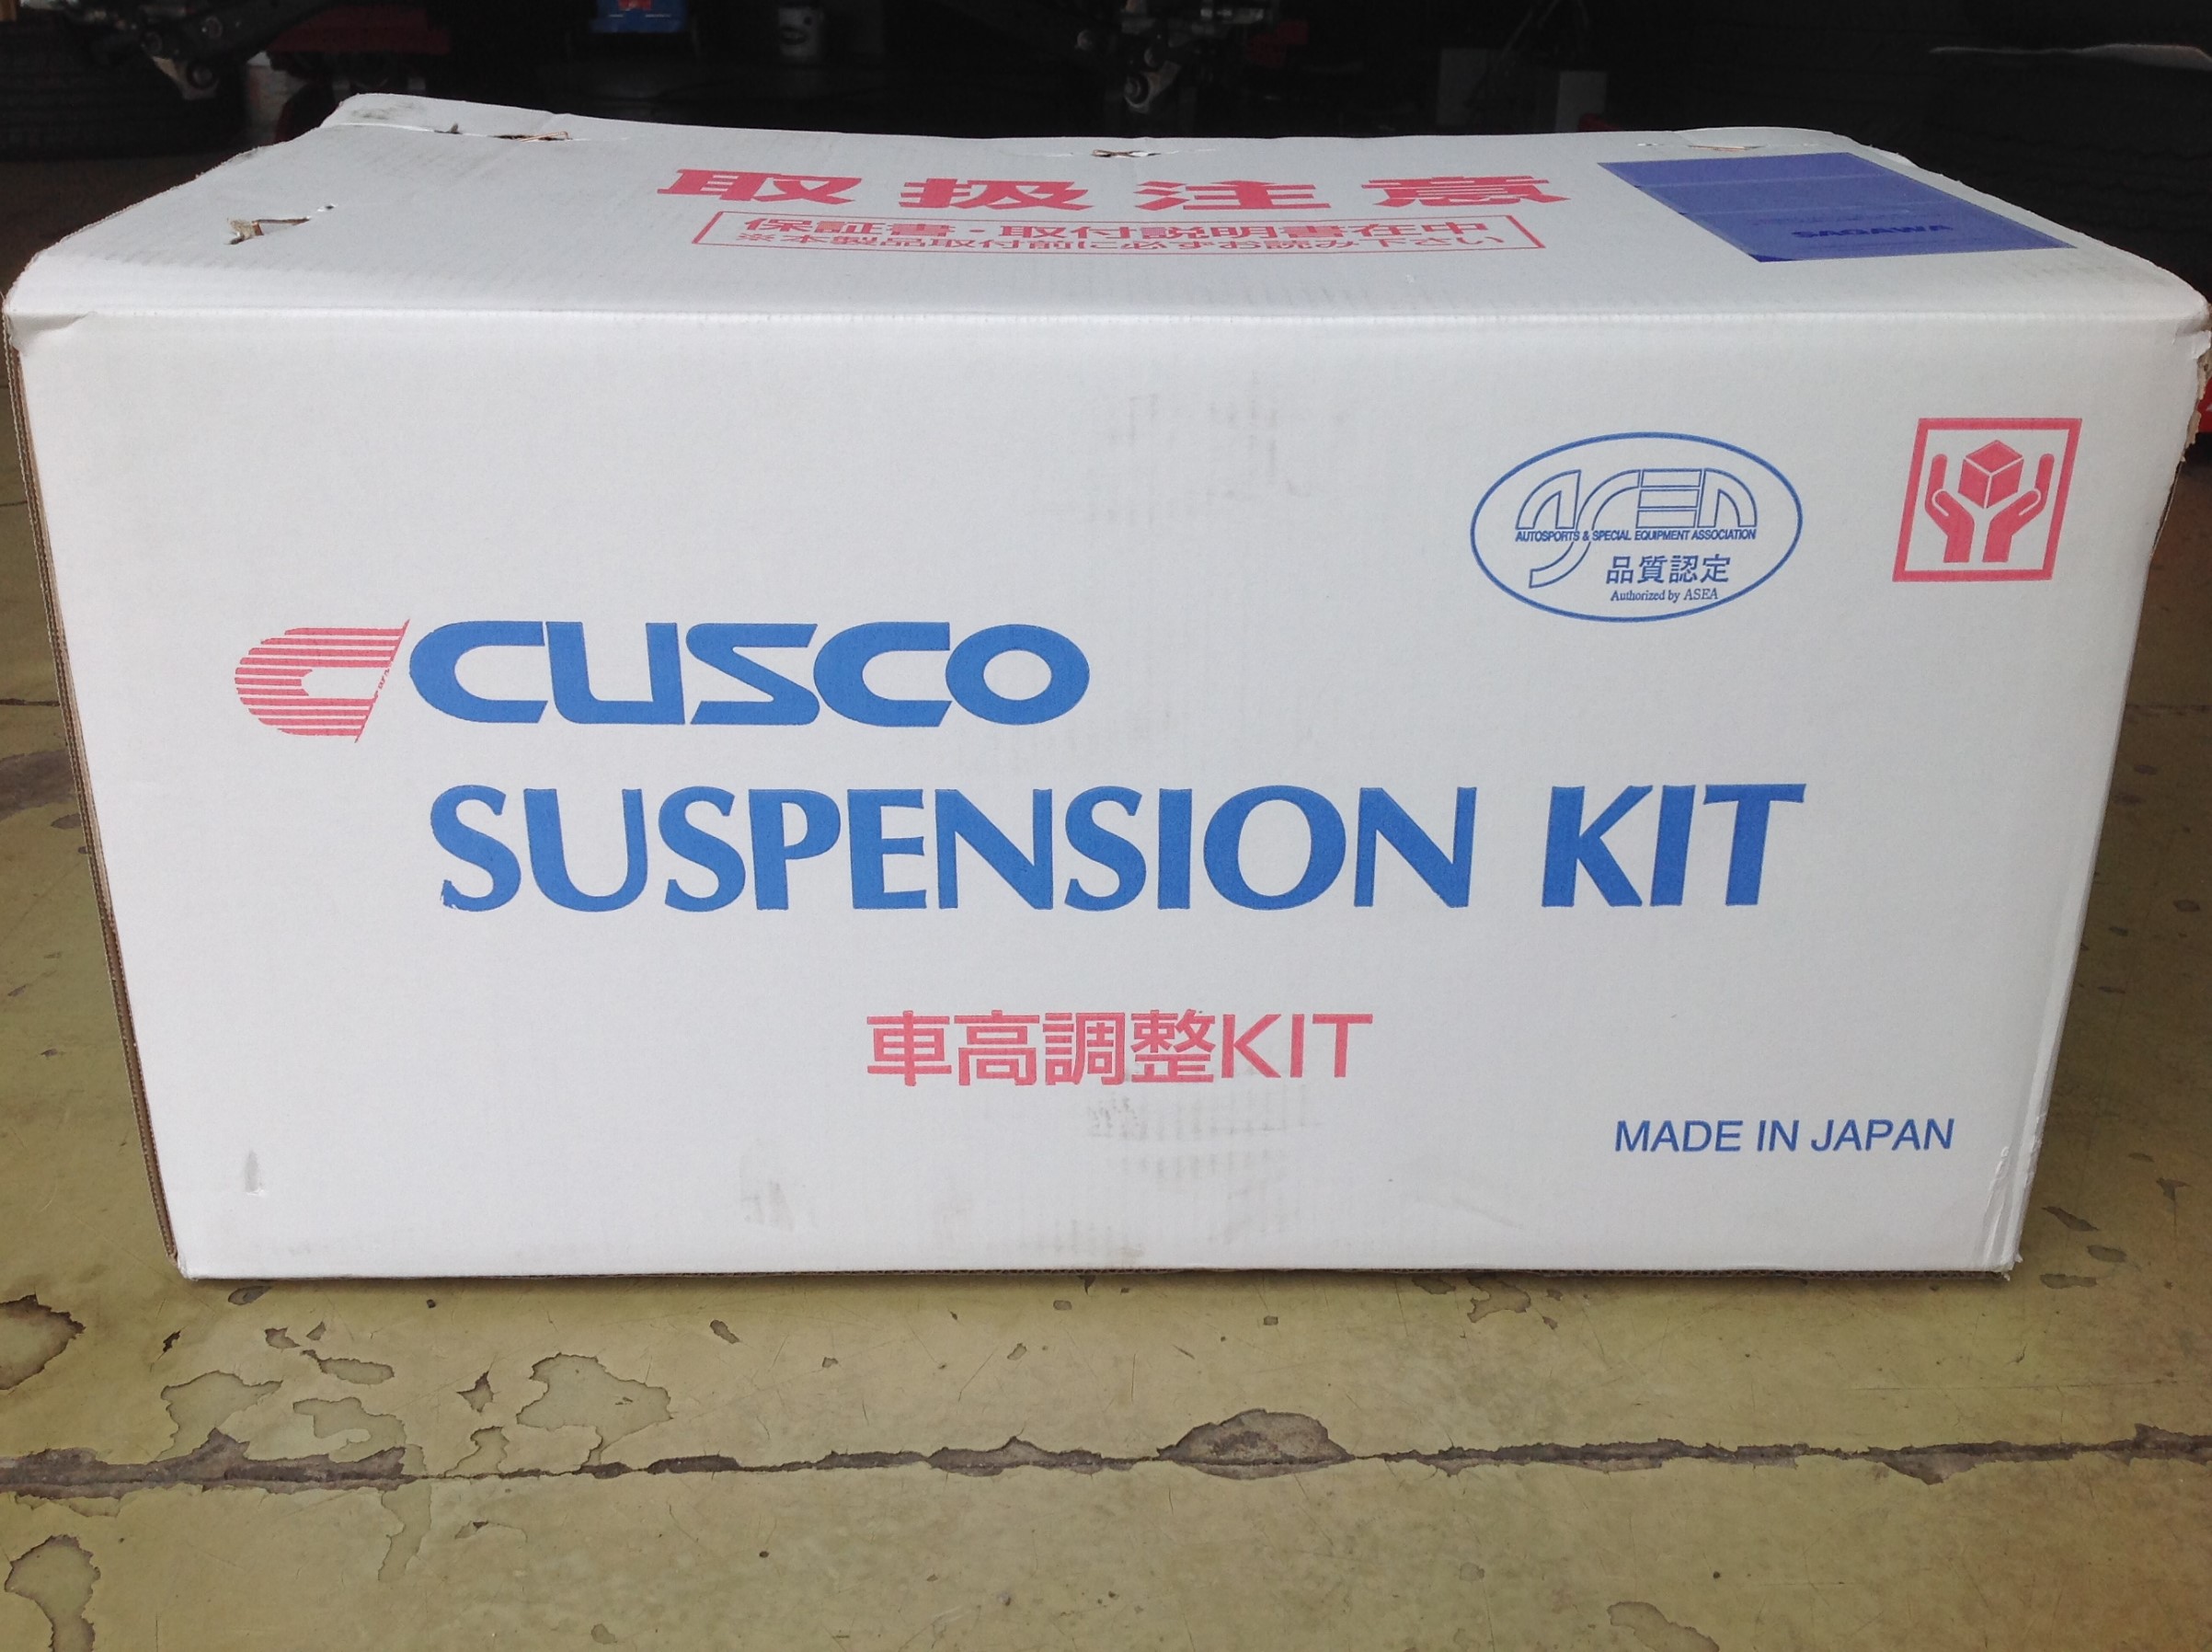 取扱注意
保証書・取付説明書在中
※本製品取付前に必ずお読み下さい
SAGAWA
ASEA
AUTOSPORTS & SPECIAL EQUIPMENT ASSOCIATION
品質認定
Authorized by ASEA
CUSCO
SUSPENSION KIT
車高調整KIT
MADE IN JAPAN